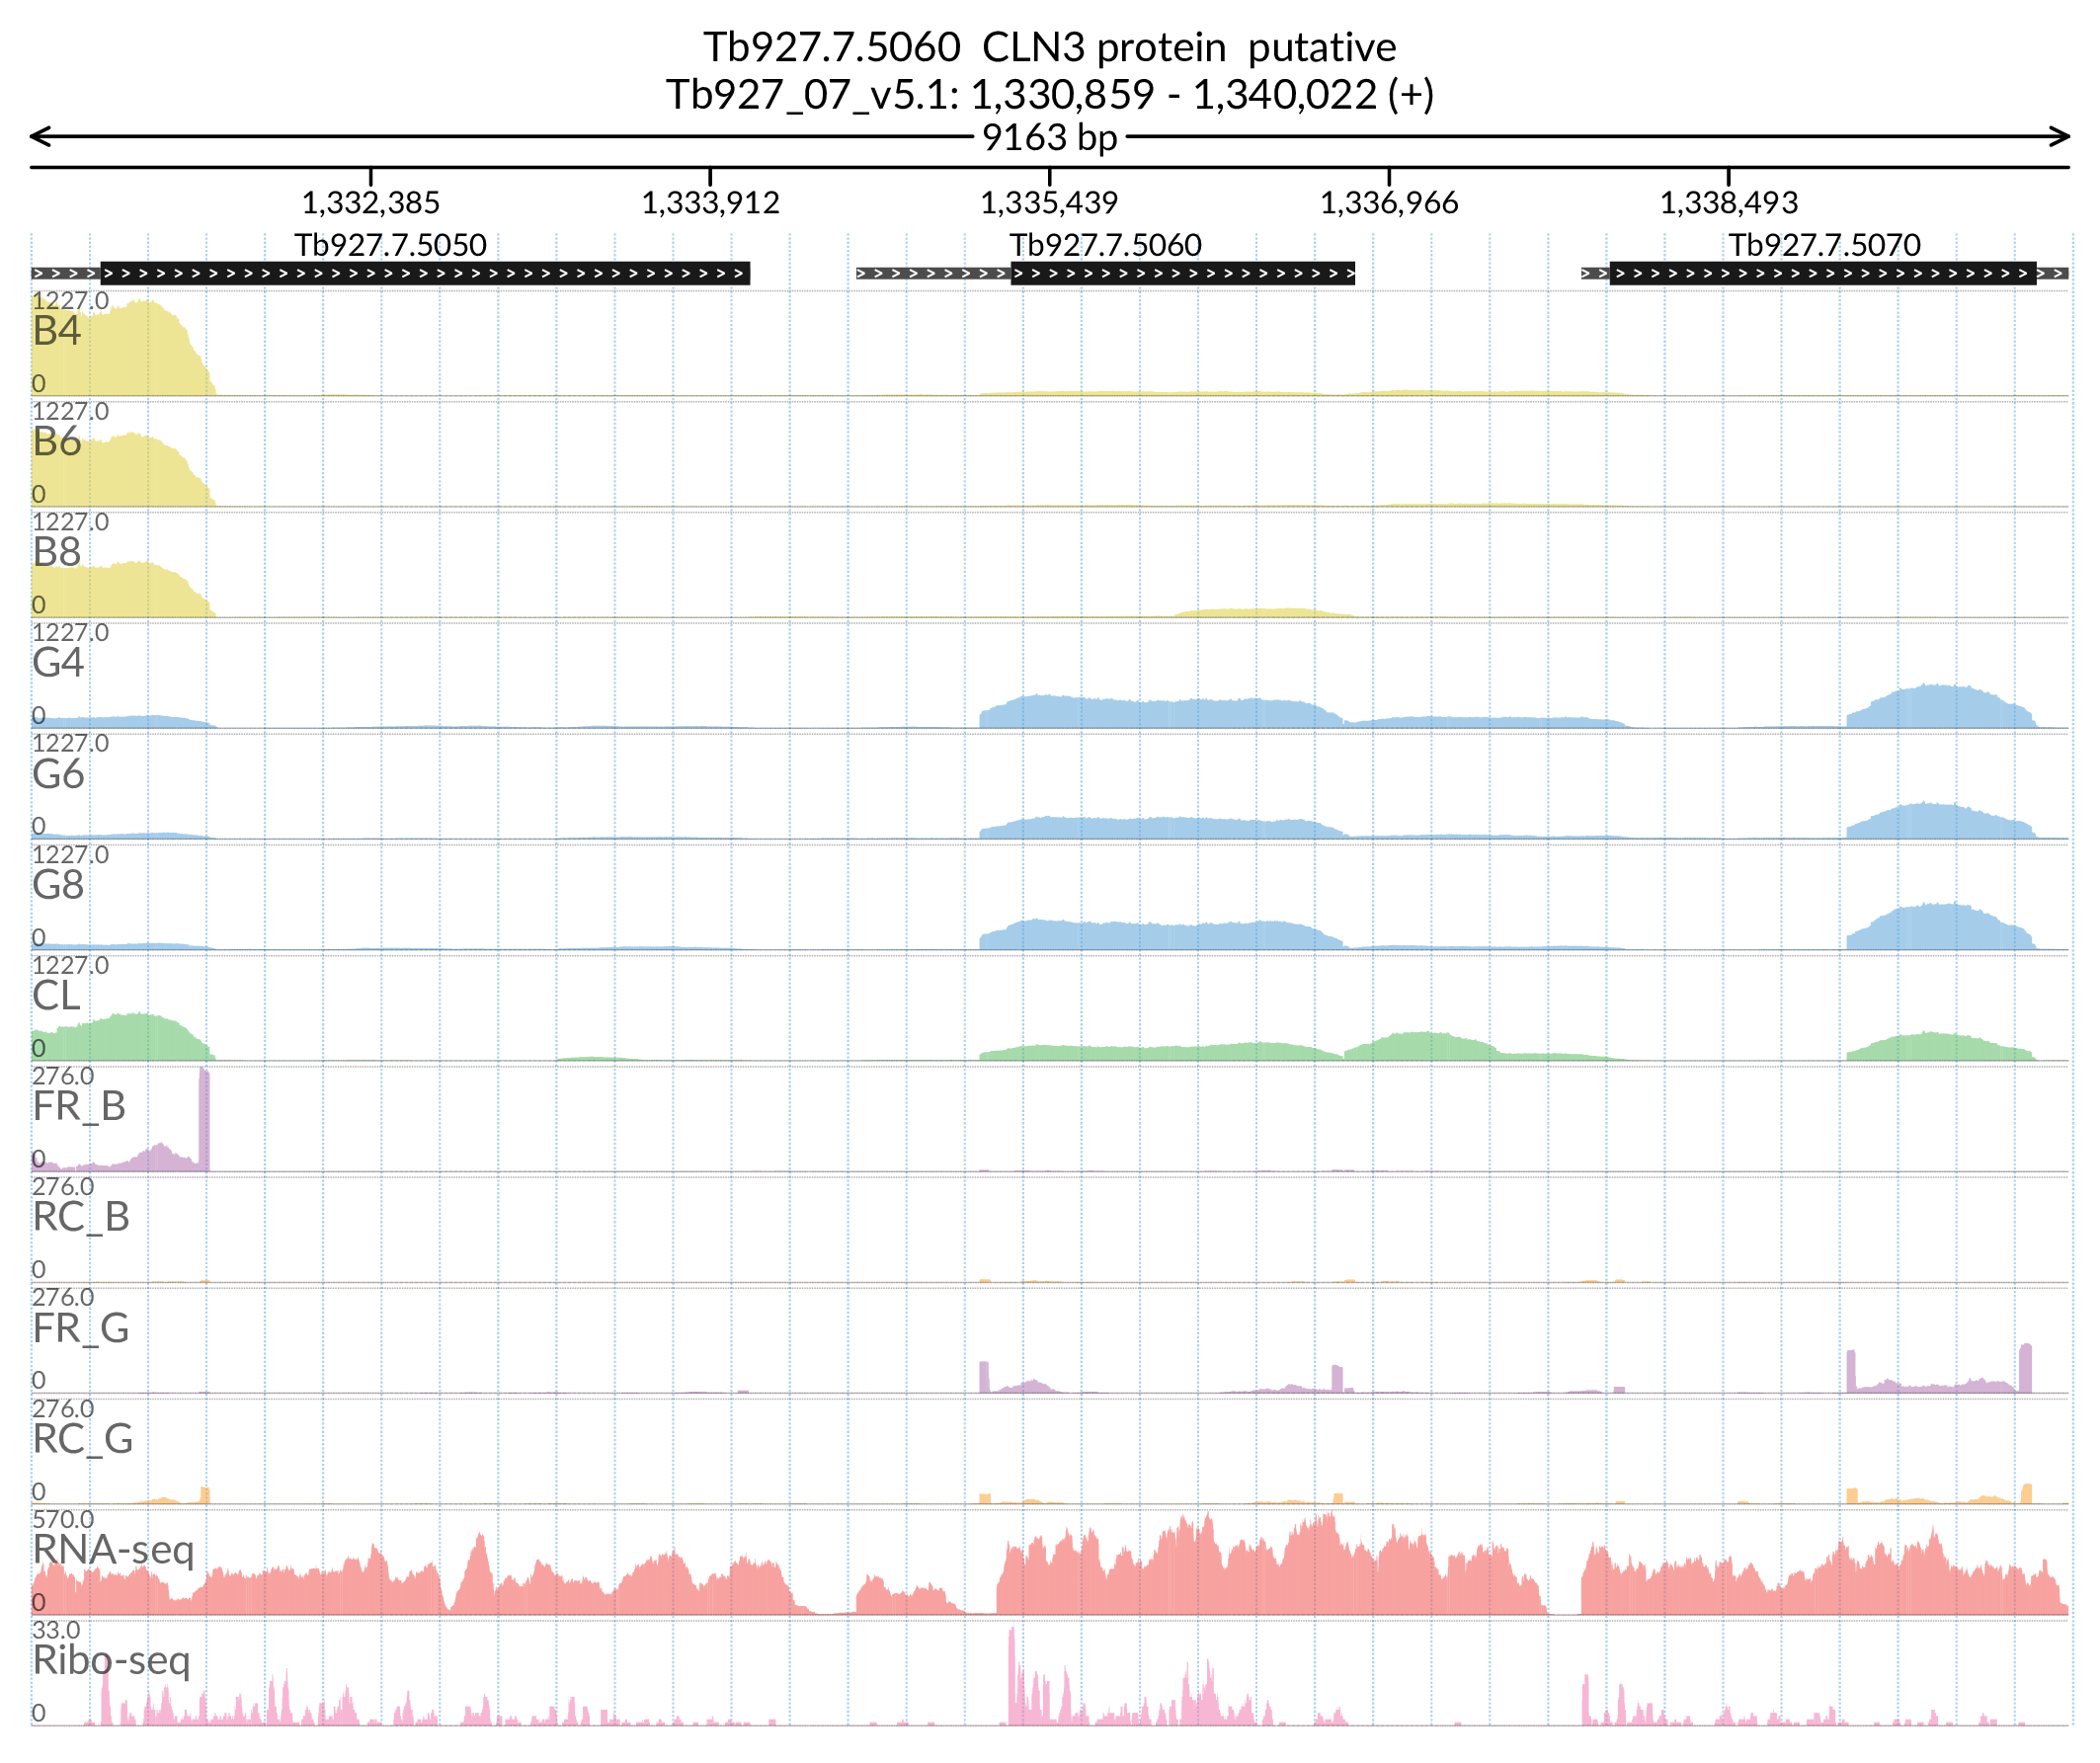 Tb927.7.5060  CLN3 protein  putative
Tb927_07_v5.1: 1,330,859 - 1,340,022 (+)
9163 bp
1,332,385 1,333,912 1,335,439 1,336,966 1,338,493
Tb927.7.5050 Tb927.7.5060 Tb927.7.5070
1227.0
B4
0
1227.0
B6
0
1227.0
B8
0
1227.0
G4
0
1227.0
G6
0
1227.0
G8
0
1227.0
CL
0
276.0
FR_B
0
276.0
RC_B
0
276.0
FR_G
0
276.0
RC_G
0
570.0
RNA-seq
0
33.0
Ribo-seq
0